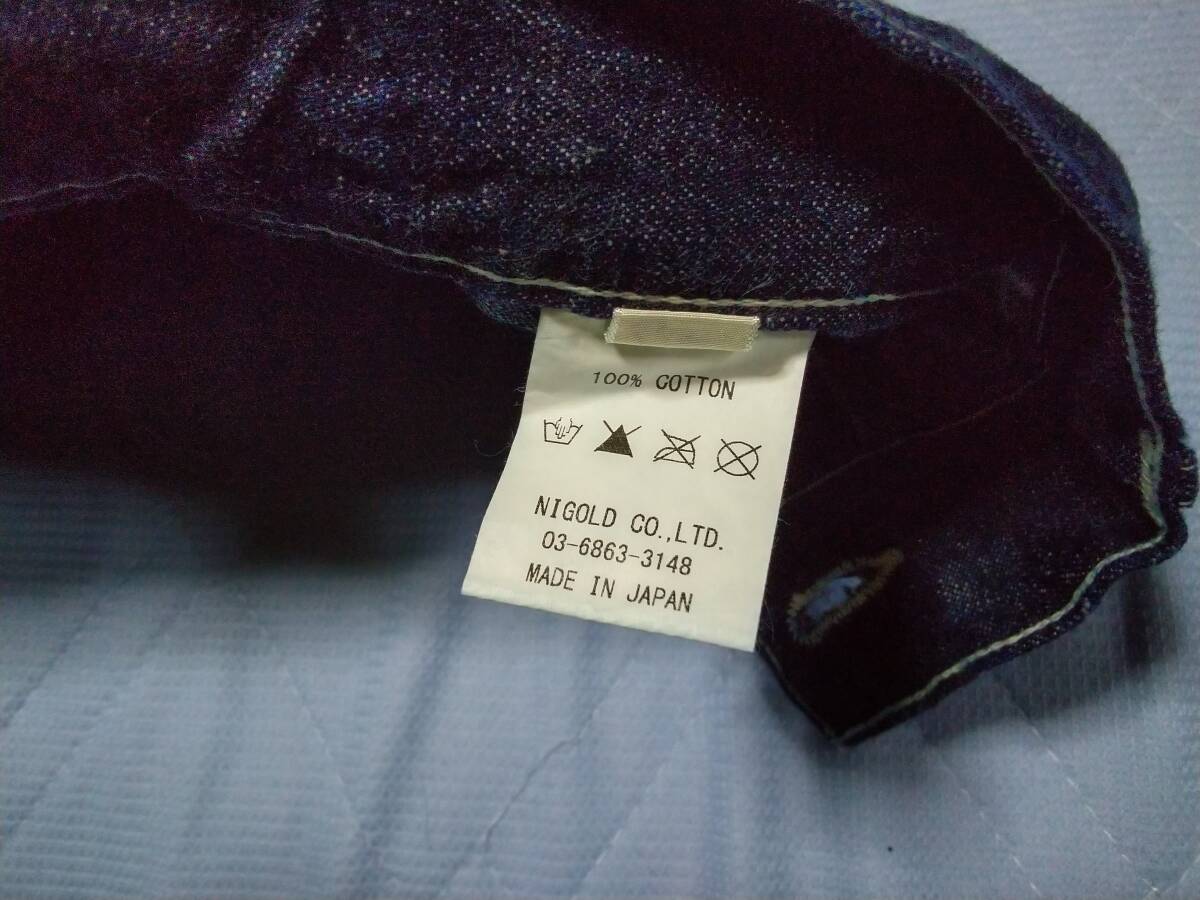 100% COTTON
NIGOLD CO.,LTD.
03-6863-3148
MADE IN JAPAN